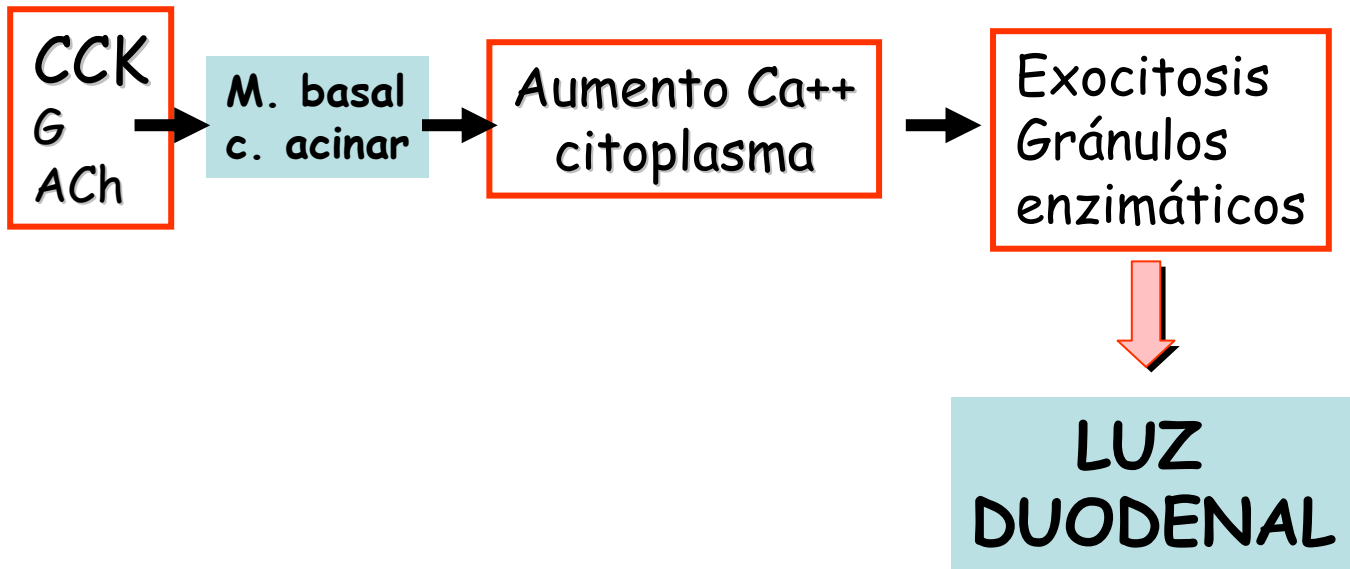 CCK
G
ACh
M. basal
c. acinar
Aumento Ca++
citoplasma
Exocitosis
Gránulos
enzimáticos
LUZ
DUODENAL